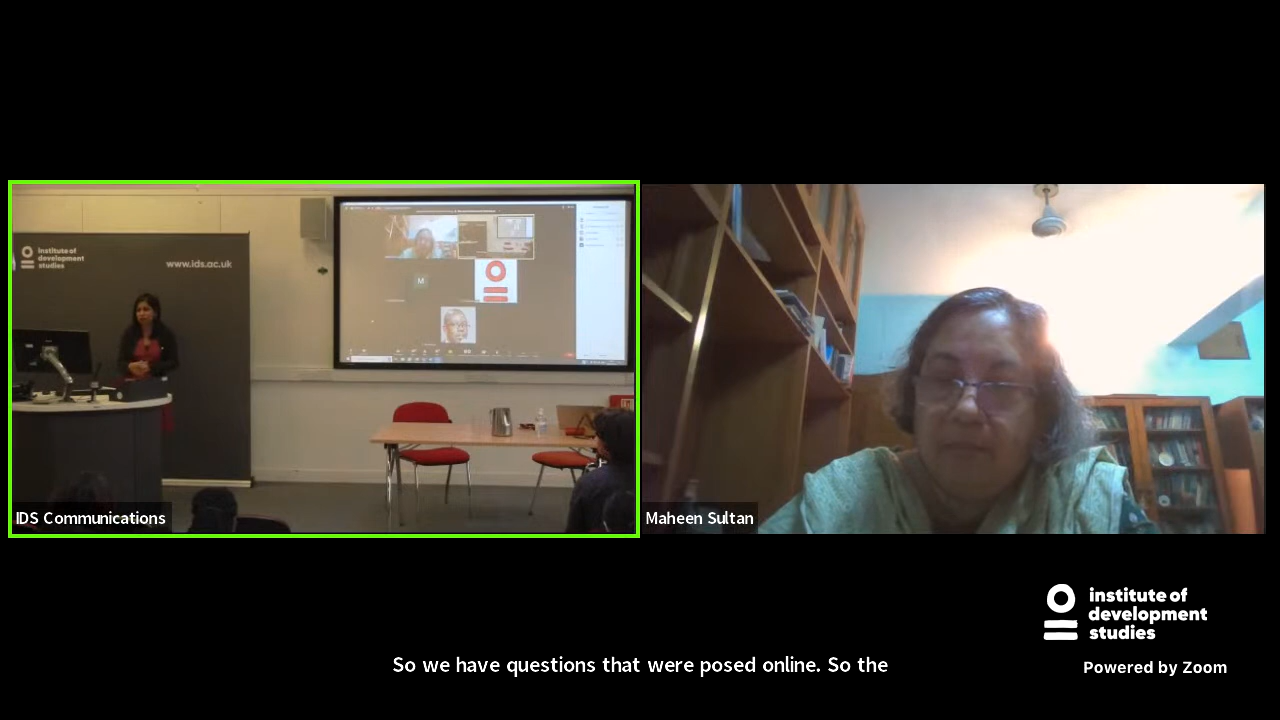 institute of
development
studies
www.ids.ac.uk
M
IDS Communications
Maheen Sultan
institute of
development
studies
So we have questions that were posed online. So the
Powered by Zoom